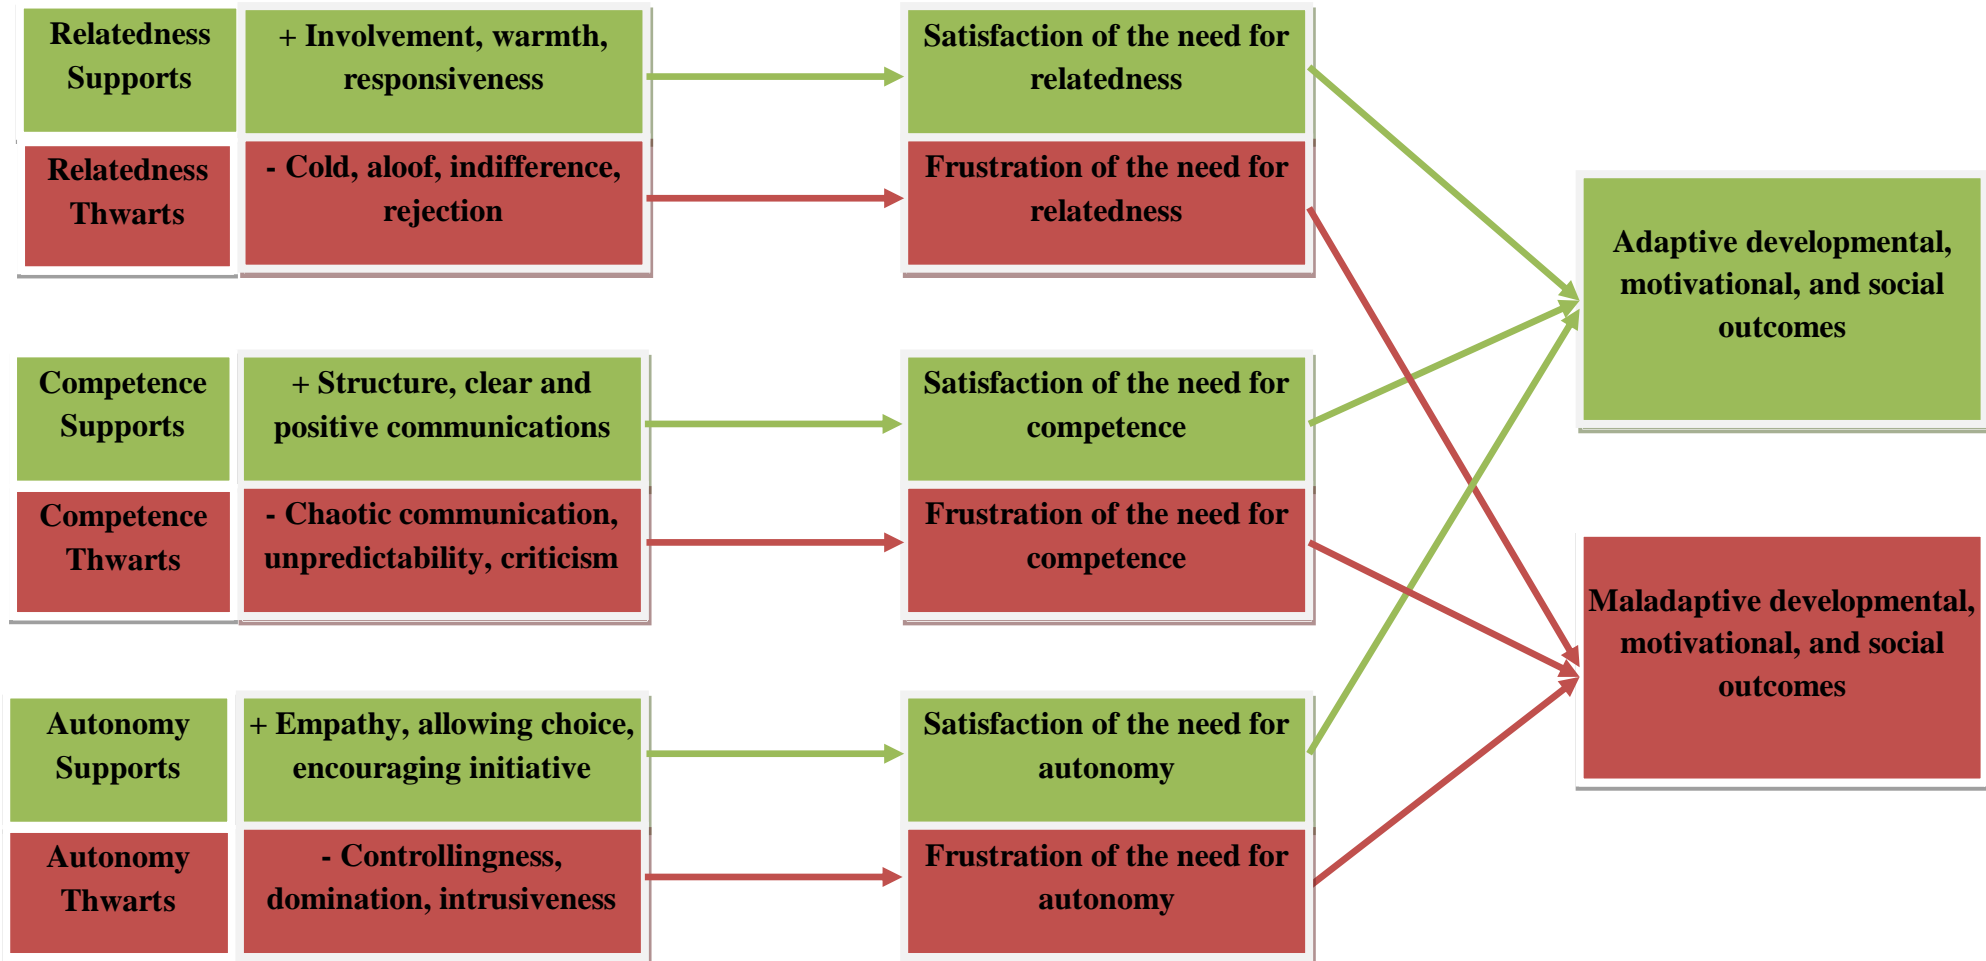 Relatedness
Supports
+ Involvement, warmth,
responsiveness
Satisfaction of the need for
relatedness
Relatedness
Thwarts
- Cold, aloof, indifference,
rejection
Frustration of the need for
relatedness
Adaptive developmental,
motivational, and social
outcomes
Competence
Supports
+ Structure, clear and
positive communications
Satisfaction of the need for
competence
Competence
Thwarts
- Chaotic communication,
unpredictability, criticism
Frustration of the need for
competence
Maladaptive developmental,
motivational, and social
outcomes
Autonomy
Supports
+ Empathy, allowing choice,
encouraging initiative
Satisfaction of the need for
autonomy
Autonomy
Thwarts
- Controllingness,
domination, intrusiveness
Frustration of the need for
autonomy